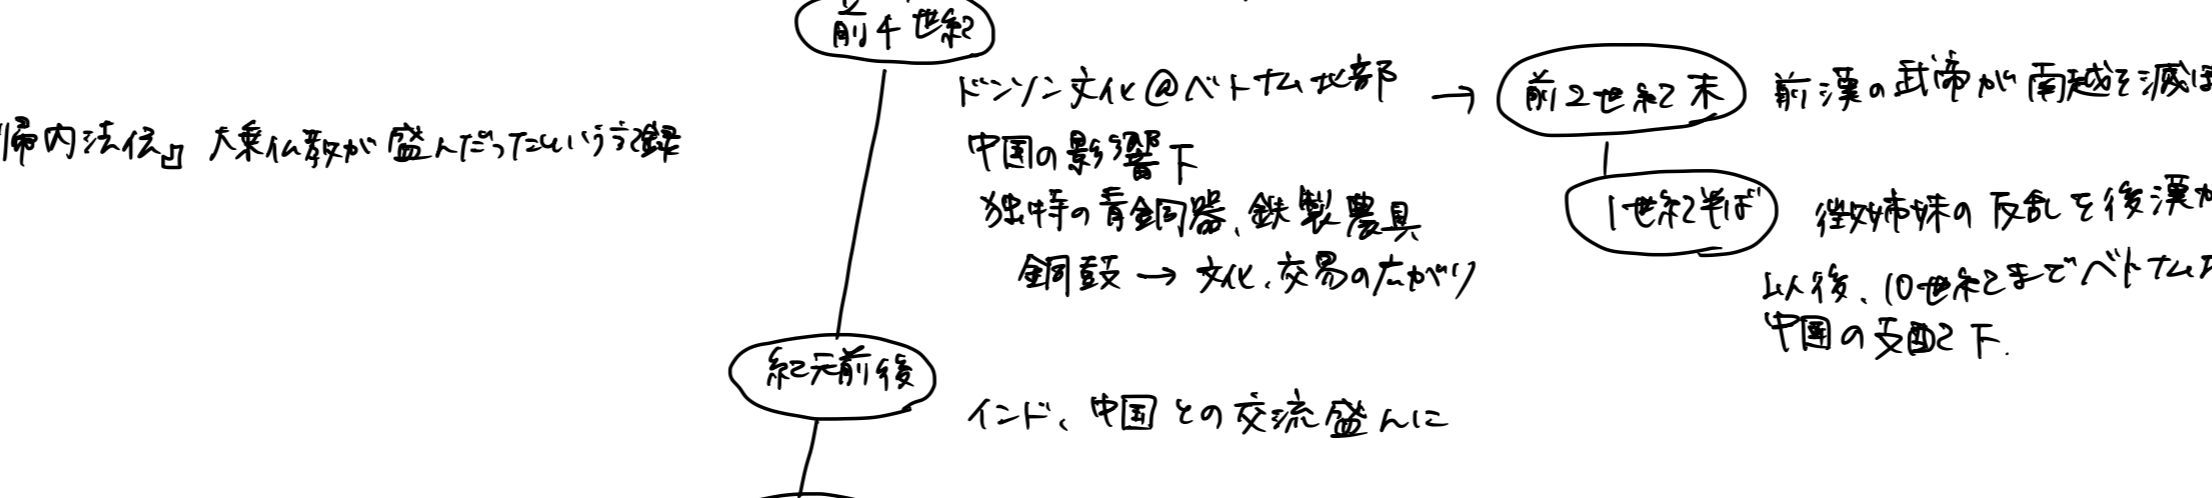 前4世紀
ドンソン文化@ベトナム北部
中国の影響下
独特の青銅器、鉄製農具
銅鼓→文化、交易の広がり
→
前2世紀末
前漢の武帝が南越を滅ぼ
1世紀半ば
徴姉妹の反乱を後漢が
以後、10世紀までベトナム
中国の支配下.
帰内法伝』大乗仏教が盛んだったという記録
紀元前後
インド、中国との交流盛んに